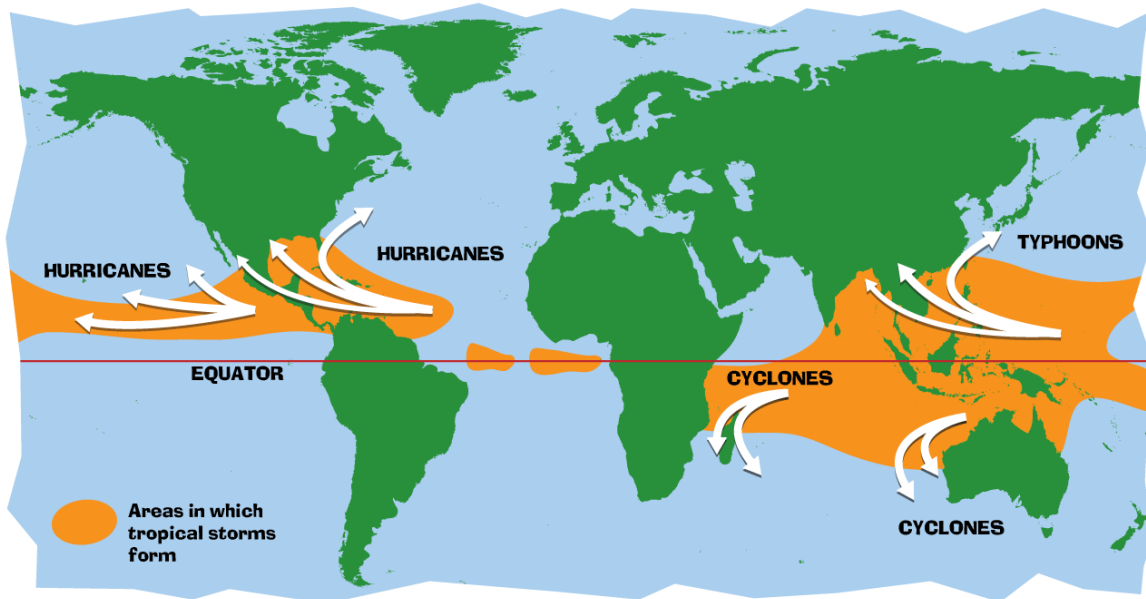 TYPHOONS
HURRICANES
HURRICANES
EQUATOR
CYCLONES
Areas in which
tropical storms
form
CYCLONES